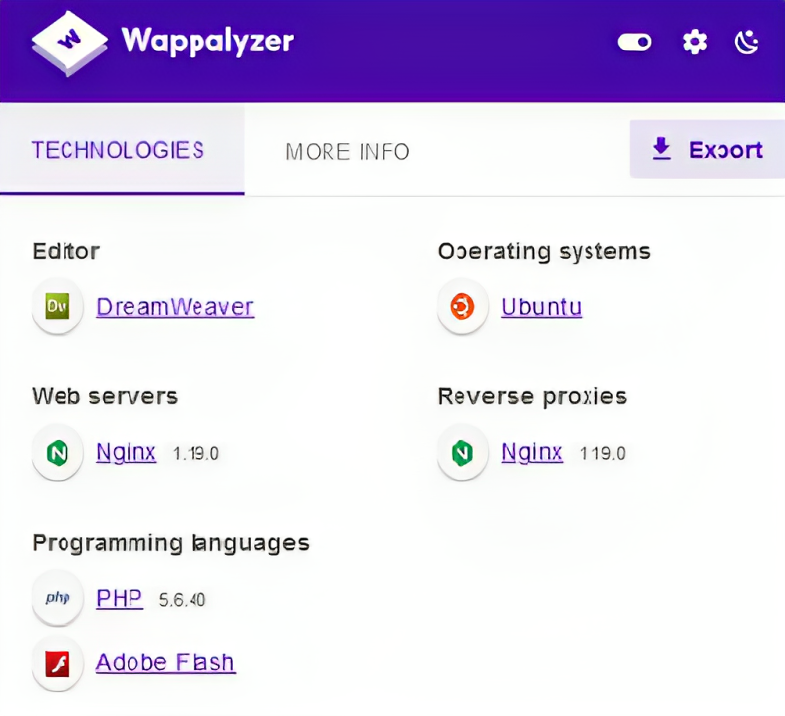 Wappalyzer
TECHNOLOGIES
MORE INFO
Export
Editor
Dv
DreamWeaver
Operating systems
Ubuntu
Web servers
Nginx 1.19.0
Reverse proxies
Nginx 1.19.0
Programming languages
php
PHP 5.6.40
Adobe Flash